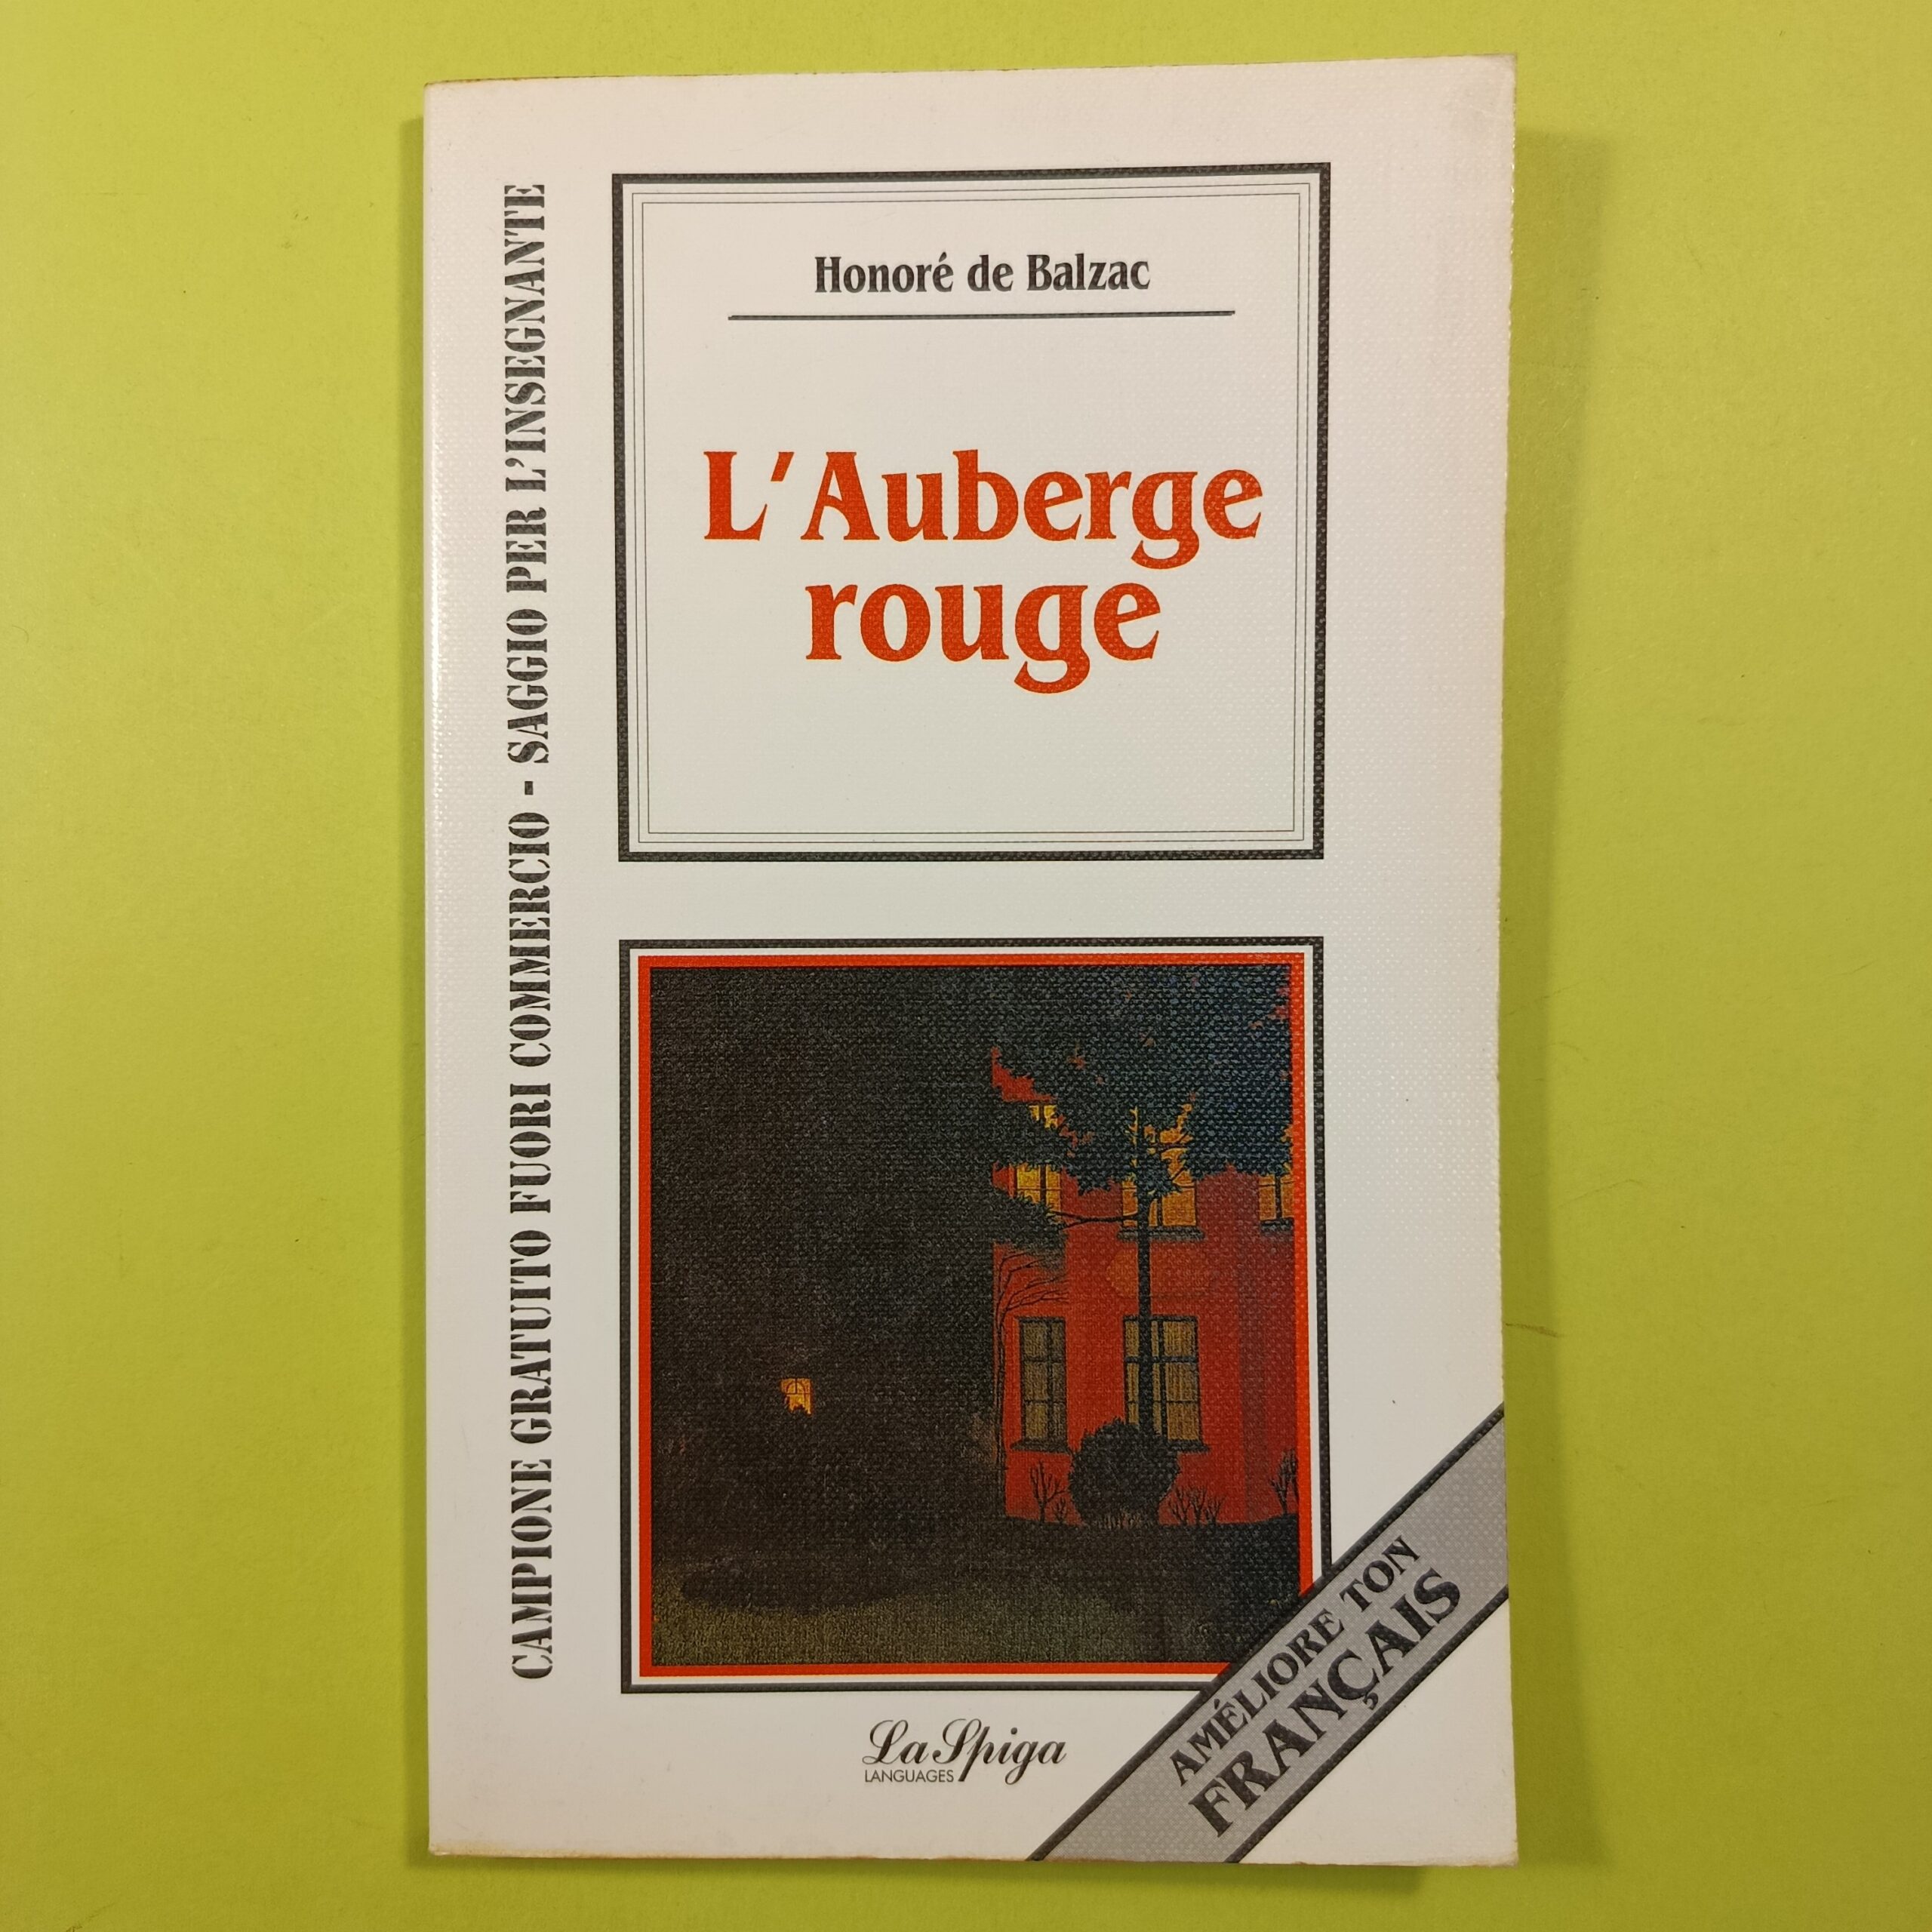 Honoré de Balzac
L'Auberge
rouge
CAMPIONE GRATUITO FUORI COMMERCIO - SAGGIO PER L'INSEGNANTE
AMÉLIORE TON
FRANÇAIS
La Spiga
LANGUAGES